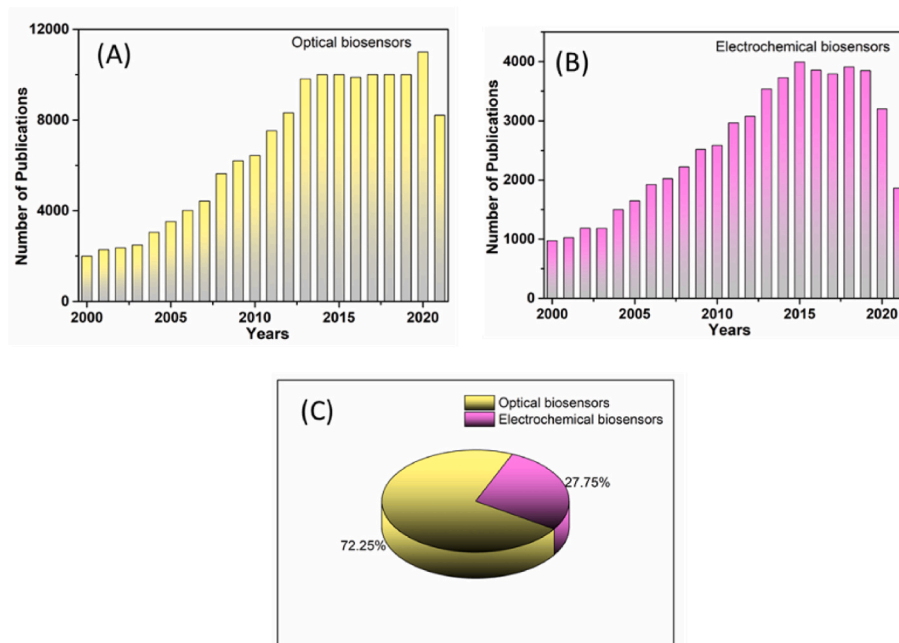 (A)
Optical biosensors
Number of Publications
12000
8000
4000
0
2000 2005 2010 2015 2020
Years
(B)
Electrochemical biosensors
Number of Publications
4000
3000
2000
1000
0
2000 2005 2010 2015 2020
Years
(C)
Optical biosensors
Electrochemical biosensors
27.75%
72.25%